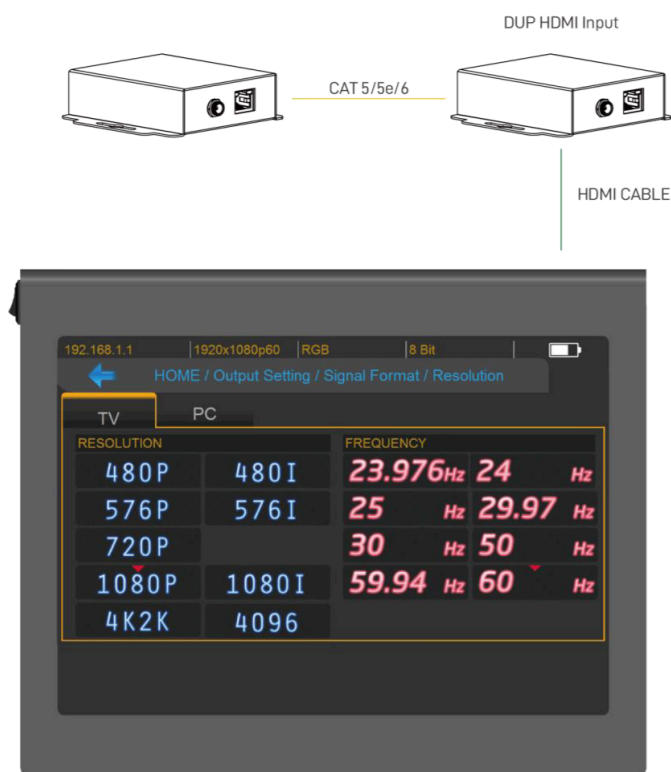 DUP HDMI Input
CAT 5/5e/6
HDMI CABLE
192.168.1.1 1920x1080p60 RGB 8 Bit
HOME / Output Setting / Signal Format / Resolution
TV PC
RESOLUTION FREQUENCY
480P 480I 23.976Hz 24 Hz
576P 576I 25 Hz 29.97 Hz
720P 30 Hz 50 Hz
1080P 1080I 59.94 Hz 60 Hz
4K2K 4096